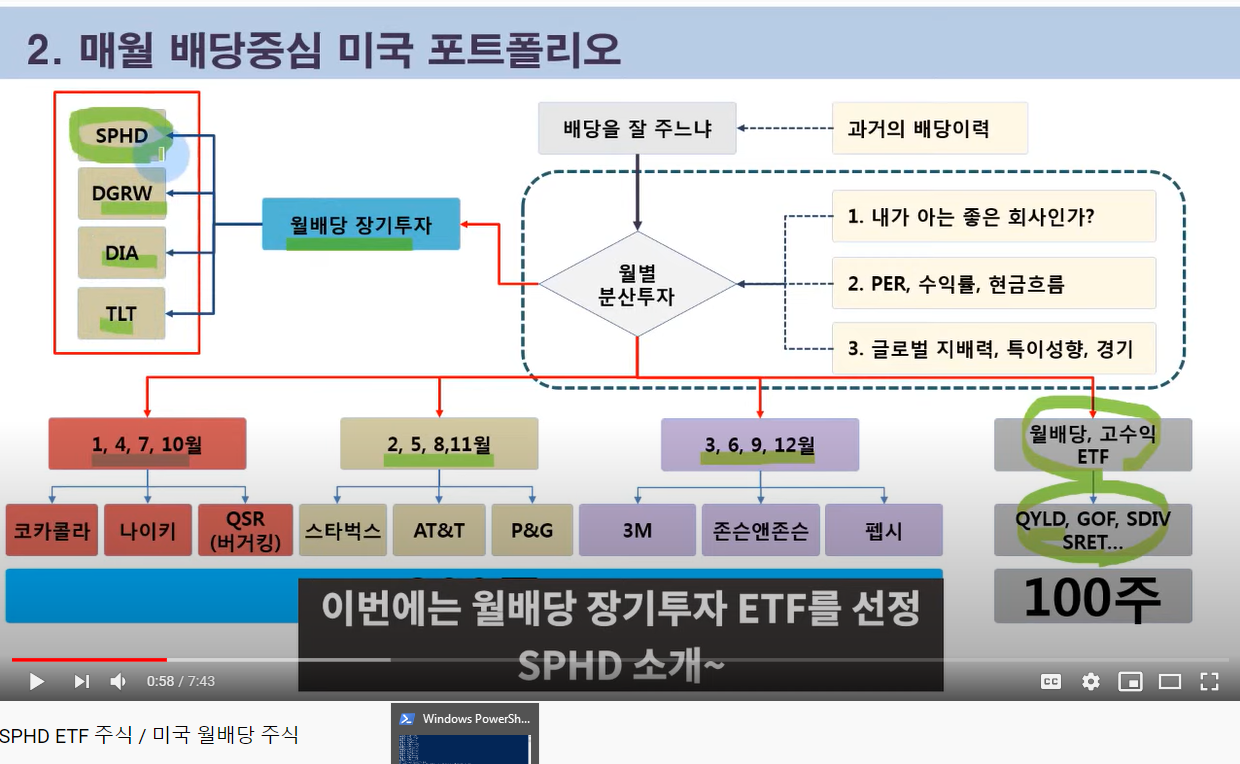 2. 매월 배당중심 미국 포트폴리오
SPHD
DGRW
DIA
TLT
월배당 장기투자
배당을 잘 주느냐
과거의 배당이력
월별
분산투자
1. 내가 아는 좋은 회사인가?
2. PER, 수익률, 현금흐름
3. 글로벌 지배력, 특이성향, 경기
1, 4, 7, 10월
2, 5, 8,11월
3, 6, 9, 12월
월배당, 고수익
ETF
코카콜라
나이키
QSR
(버거킹)
스타벅스
AT&T
P&G
3M
존슨앤존슨
펩시
QYLD, GOF, SDIV
SRET...
100주
이번에는 월배당 장기투자 ETF를 선정
SPHD 소개~
0:58 / 7:43
CC
SPHD ETF 주식 / 미국 월배당 주식
Windows PowerSh...